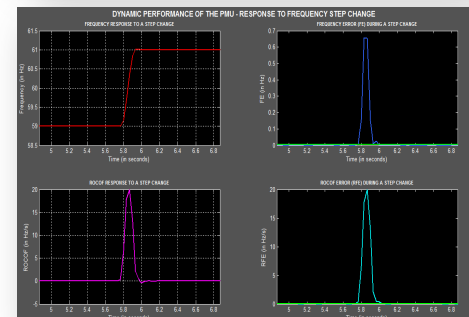 DYNAMIC PERFORMANCE OF THE PMU - RESPONSE TO FREQUENCY STEP CHANGE
FREQUENCY RESPONSE TO A STEP CHANGE
Frequency (in Hz)
61.5
61
60.5
60
59.5
59
58.5
5 5.2 5.4 5.6 5.8 6 6.2 6.4 6.6 6.8
Time (in seconds)
FREQUENCY ERROR (FE) DURING A STEP CHANGE
FE (in Hz)
0.7
0.6
0.5
0.4
0.3
0.2
0.1
0
5 5.2 5.4 5.6 5.8 6 6.2 6.4 6.6 6.8
Time (in seconds)
ROCOF RESPONSE TO A STEP CHANGE
ROCOF (in Hz/s)
20
15
10
5
0
-5
5 5.2 5.4 5.6 5.8 6 6.2 6.4 6.6 6.8
Time (in seconds)
ROCOF ERROR (RFE) DURING A STEP CHANGE
RFE (in Hz/s)
20
15
10
5
0
5 5.2 5.4 5.6 5.8 6 6.2 6.4 6.6 6.8
Time (in seconds)